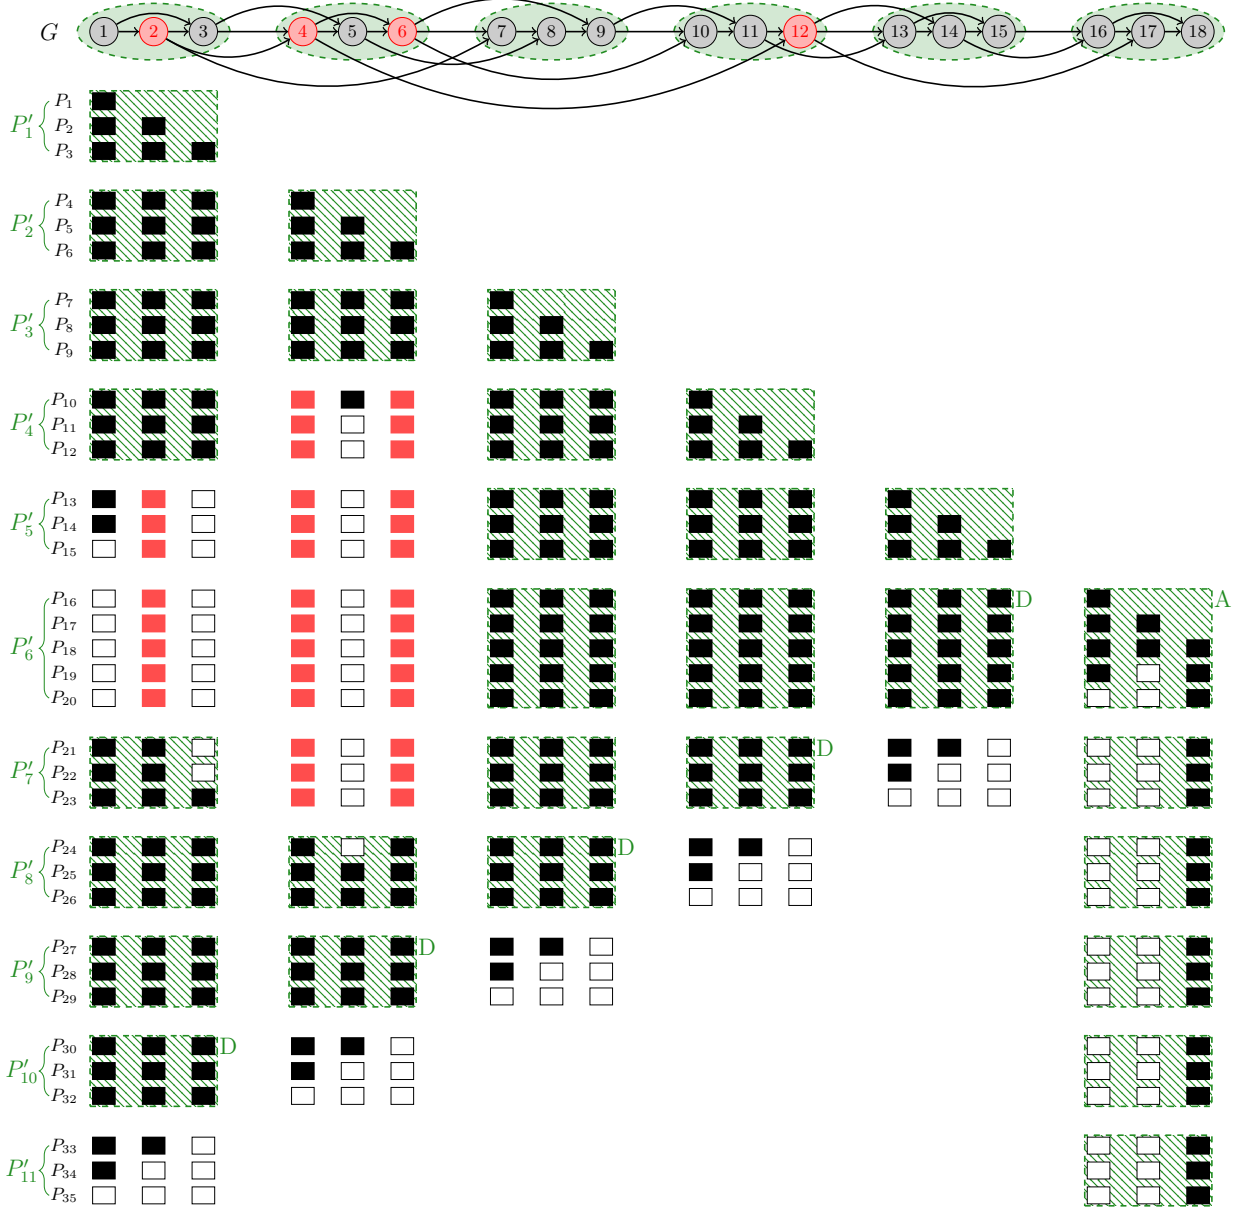 G 1 2 3 4 5 6 7 8 9 10 11 12 13 14 15 16 17 18
P₁
P′₁ P₂
P₃
P₄
P′₂ P₅
P₆
P₇
P′₃ P₈
P₉
P₁₀
P′₄ P₁₁
P₁₂
P₁₃
P′₅ P₁₄
P₁₅
P₁₆ D A
P₁₇
P′₆ P₁₈
P₁₉
P₂₀
P₂₁ D
P′₇ P₂₂
P₂₃
P₂₄ D
P′₈ P₂₅
P₂₆
P₂₇ D
P′₉ P₂₈
P₂₉
P₃₀ D
P′₁₀ P₃₁
P₃₂
P₃₃
P′₁₁ P₃₄
P₃₅